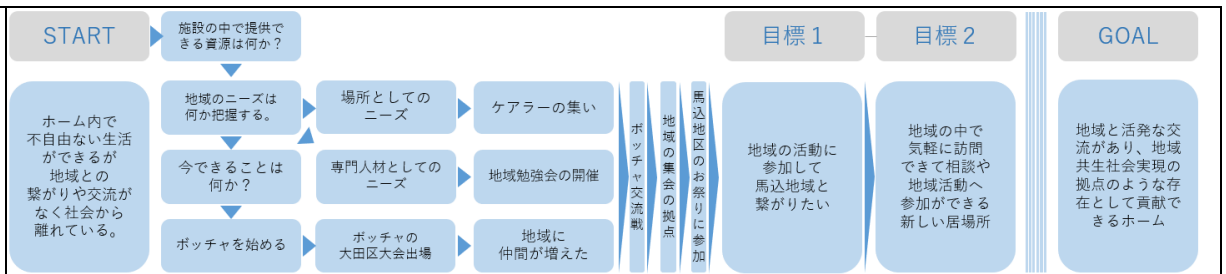 START
ホーム内で
不自由ない生活
ができるが
地域との
繋がりや交流が
なく社会から
離れている。
施設の中で提供で
きる資源は何か？
地域のニーズは
何か把握する。
今できることは
何か？
ボッチャを始める
場所としての
ニーズ
専門人材としての
ニーズ
ボッチャの
大田区大会出場
ケアラーの集い
地域勉強会の開催
地域に
仲間が増えた
ボッチャ交流戦
地域の集会の拠点
馬込地区のお祭りに参加
目標１
地域の活動に
参加して
馬込地域と
繋がりたい
目標２
地域の中で
気軽に訪問
できて相談や
地域活動へ
参加ができる
新しい居場所
GOAL
地域と活発な交
流があり、地域
共生社会実現の
拠点のような存
在として貢献で
きるホーム